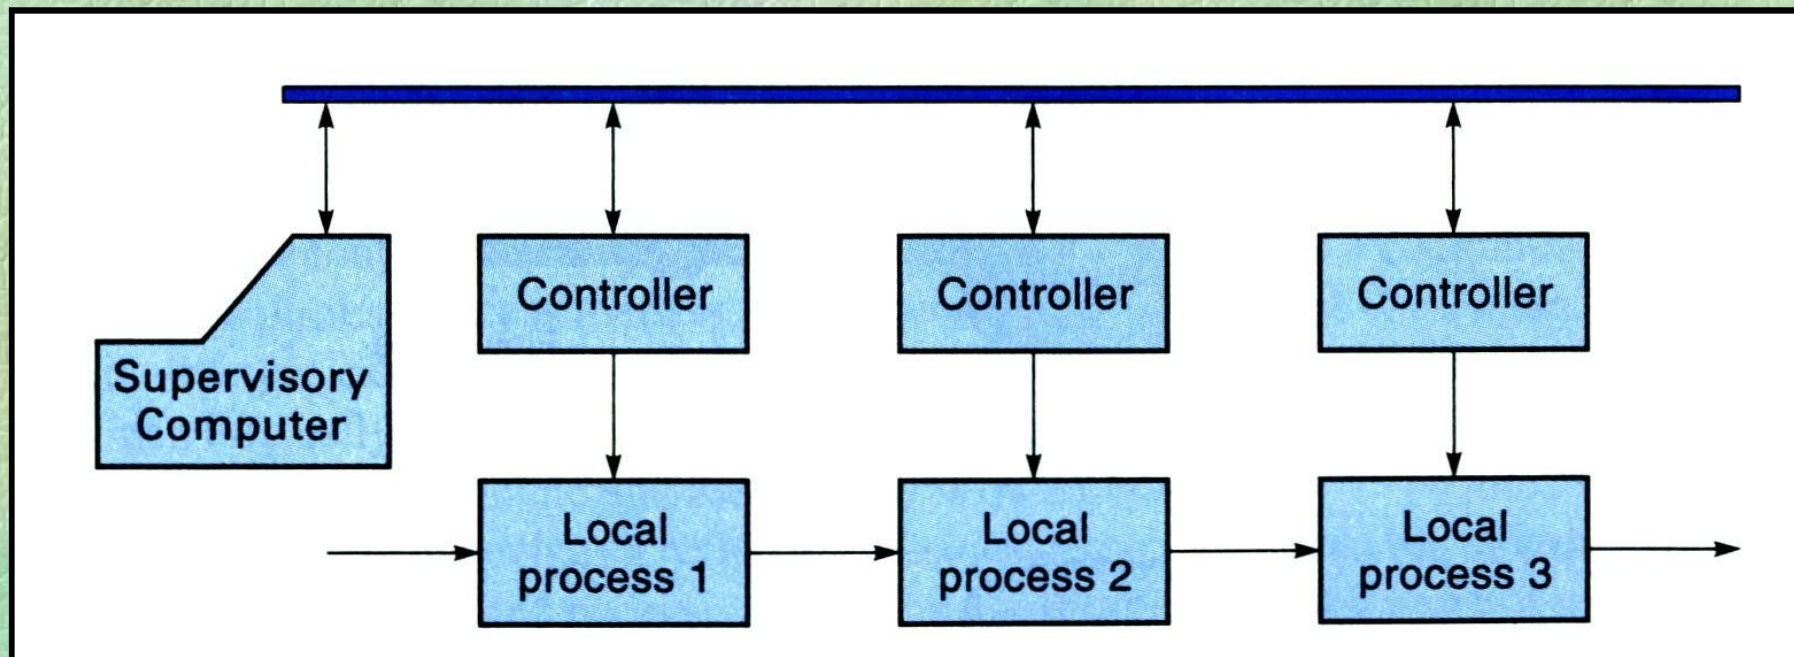 Supervisory
Computer
Controller
Controller
Controller
Local
process 1
Local
process 2
Local
process 3